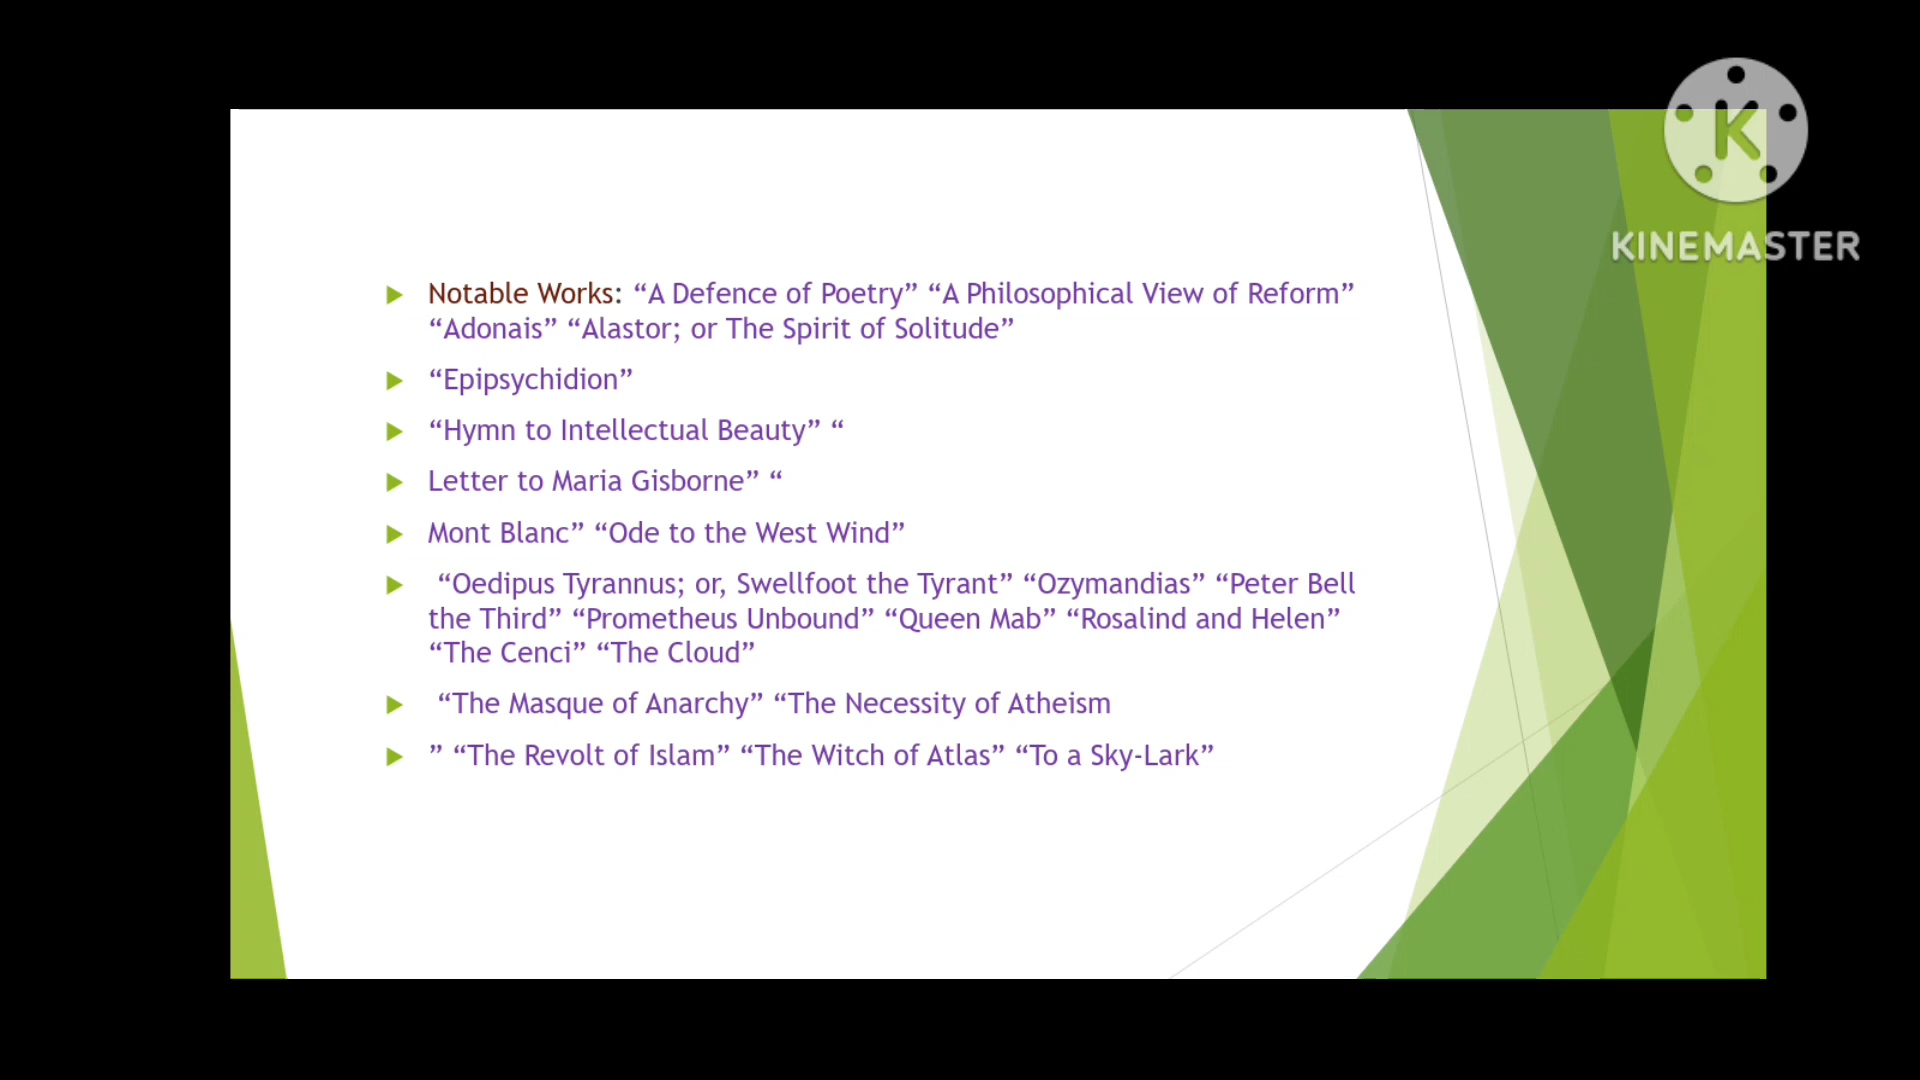 K
KINEMASTER
Notable Works: “A Defence of Poetry” “A Philosophical View of Reform”
“Adonais” “Alastor; or The Spirit of Solitude”
“Epipsychidion”
“Hymn to Intellectual Beauty” “
Letter to Maria Gisborne” “
Mont Blanc” “Ode to the West Wind”
“Oedipus Tyrannus; or, Swellfoot the Tyrant” “Ozymandias” “Peter Bell
the Third” “Prometheus Unbound” “Queen Mab” “Rosalind and Helen”
“The Cenci” “The Cloud”
“The Masque of Anarchy” “The Necessity of Atheism
” “The Revolt of Islam” “The Witch of Atlas” “To a Sky-Lark”